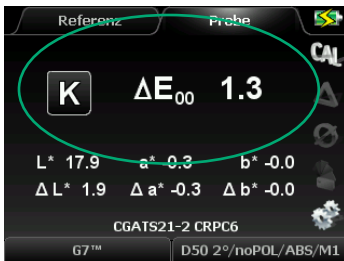 Referenz Probe
CAL
K ΔE₀₀ 1.3
L* 17.9 a* -0.3 b* -0.0
Δ L* 1.9 Δ a* -0.3 Δ b* -0.0
CGATS21-2 CRPC6
G7™ D50 2°/noPOL/ABS/M1